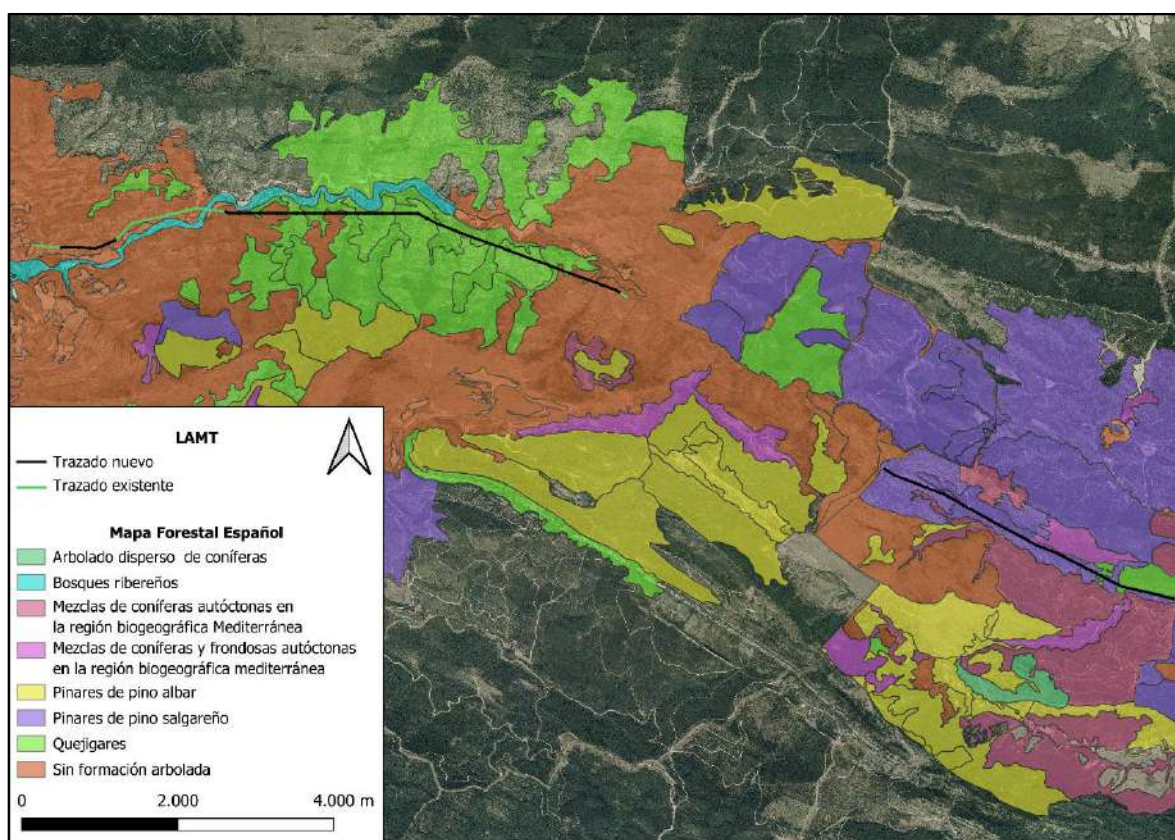 LAMT
Trazado nuevo
Trazado existente
Mapa Forestal Español
Arbolado disperso de coníferas
Bosques ribereños
Mezclas de coníferas autóctonas en
la región biogeográfica Mediterránea
Mezclas de coníferas y frondosas autóctonas
en la región biogeográfica mediterránea
Pinares de pino albar
Pinares de pino salgareño
Quejigares
Sin formación arbolada
0 2.000 4.000 m